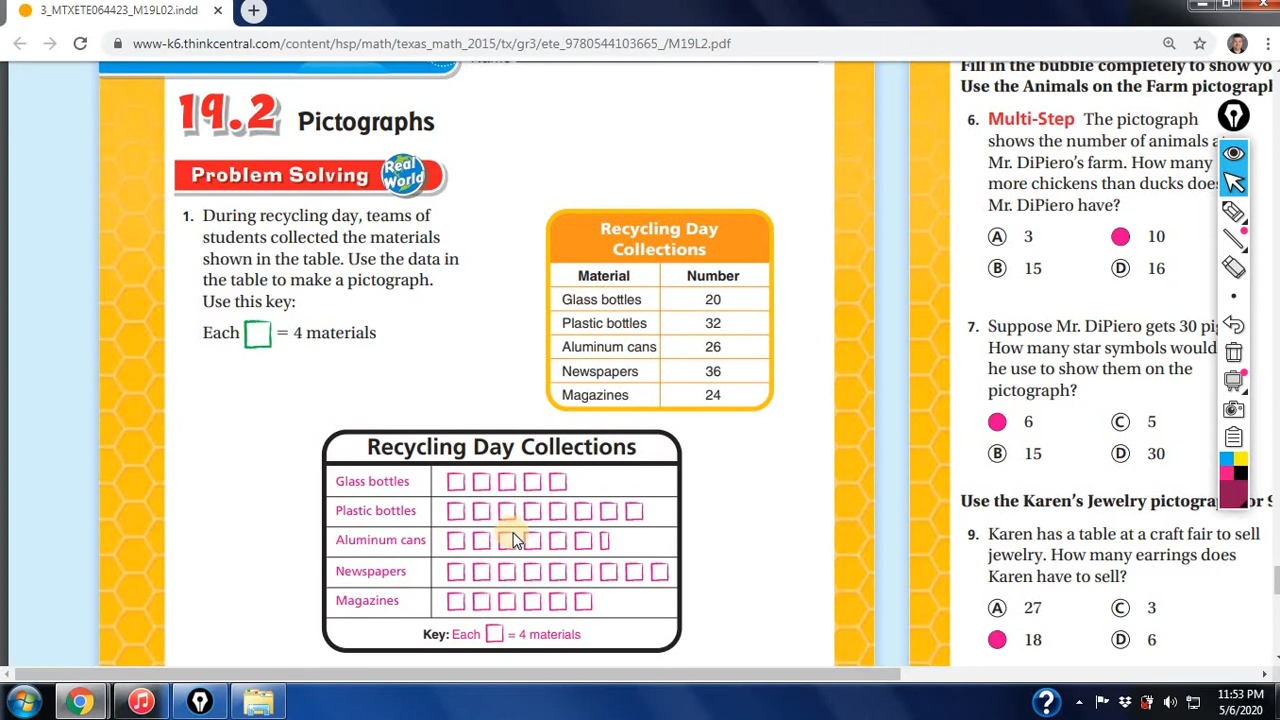 3_MTXETE064423_M19L02.indd
www-k6.thinkcentral.com/content/hsp/math/texas_math_2015/tx/gr3/ete_9780544103665_/M19L2.pdf
19.2 Pictographs
Problem Solving Real World
1. During recycling day, teams of
students collected the materials
shown in the table. Use the data in
the table to make a pictograph.
Use this key:
Each = 4 materials
Recycling Day
Collections
Material Number
Glass bottles 20
Plastic bottles 32
Aluminum cans 26
Newspapers 36
Magazines 24
Recycling Day Collections
Glass bottles
Plastic bottles
Aluminum cans
Newspapers
Magazines
Key: Each = 4 materials
Fill in the bubble completely to show yo
Use the Animals on the Farm pictograph
6. Multi-Step The pictograph
shows the number of animals a
Mr. DiPiero's farm. How many
more chickens than ducks does
Mr. DiPiero have?
A 3 10
B 15 D 16
7. Suppose Mr. DiPiero gets 30 pi
How many star symbols would
he use to show them on the
pictograph?
6 C 5
B 15 D 30
Use the Karen's Jewelry pictogra or 9
9. Karen has a table at a craft fair to sell
jewelry. How many earrings does
Karen have to sell?
A 27 C 3
18 D 6
11:53 PM
5/6/2020